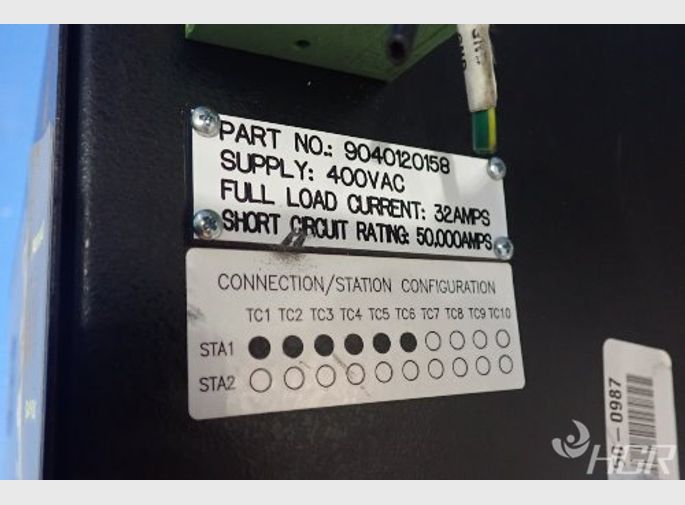 PART NO.: 9040120158
SUPPLY: 400VAC
FULL LOAD CURRENT: 32AMPS
SHORT CIRCUIT RATING: 50,000AMPS
CONNECTION/STATION CONFIGURATION
TC1 TC2 TC3 TC4 TC5 TC6 TC7 TC8 TC9 TC10
STA1
STA2
HGR